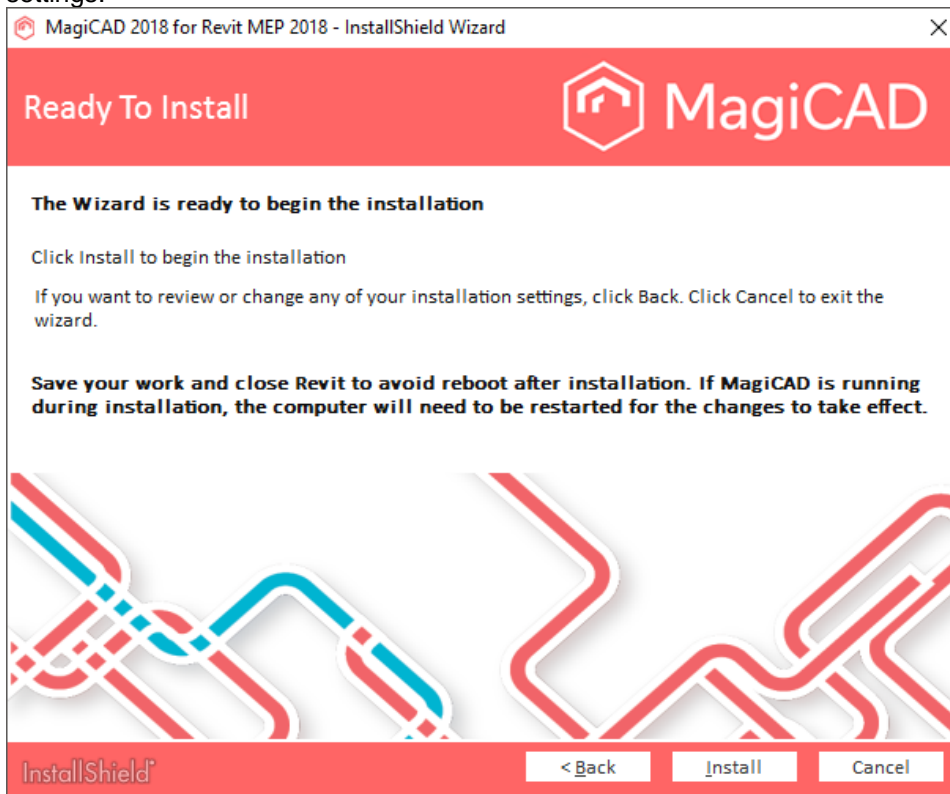 settings.
MagiCAD 2018 for Revit MEP 2018 - InstallShield Wizard
Ready To Install
MagiCAD
The Wizard is ready to begin the installation
Click Install to begin the installation
If you want to review or change any of your installation settings, click Back. Click Cancel to exit the
wizard.
Save your work and close Revit to avoid reboot after installation. If MagiCAD is running
during installation, the computer will need to be restarted for the changes to take effect.
InstallShield
< Back
Install
Cancel